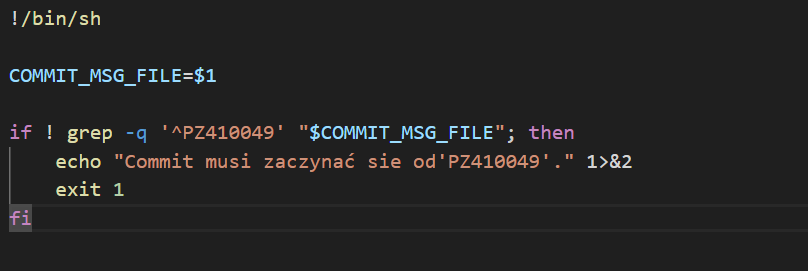 !/bin/sh
COMMIT_MSG_FILE=$1
if ! grep -q '^PZ410049' "$COMMIT_MSG_FILE"; then
echo "Commit musi zaczynać sie od'PZ410049'." 1>&2
exit 1
fi